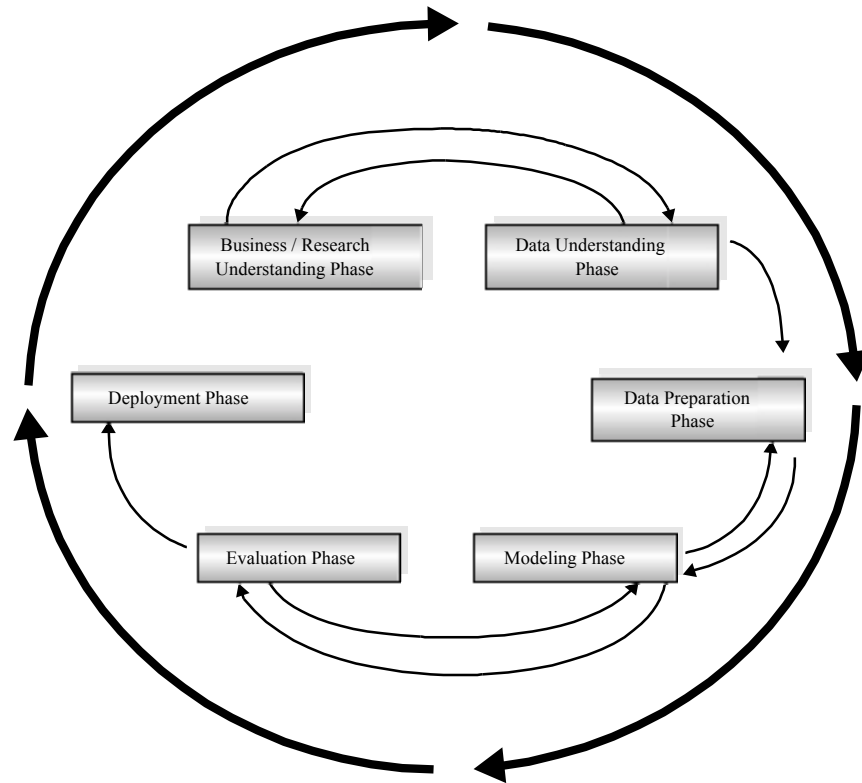 Business / Research
Understanding Phase
Data Understanding
Phase
Deployment Phase
Data Preparation
Phase
Evaluation Phase
Modeling Phase